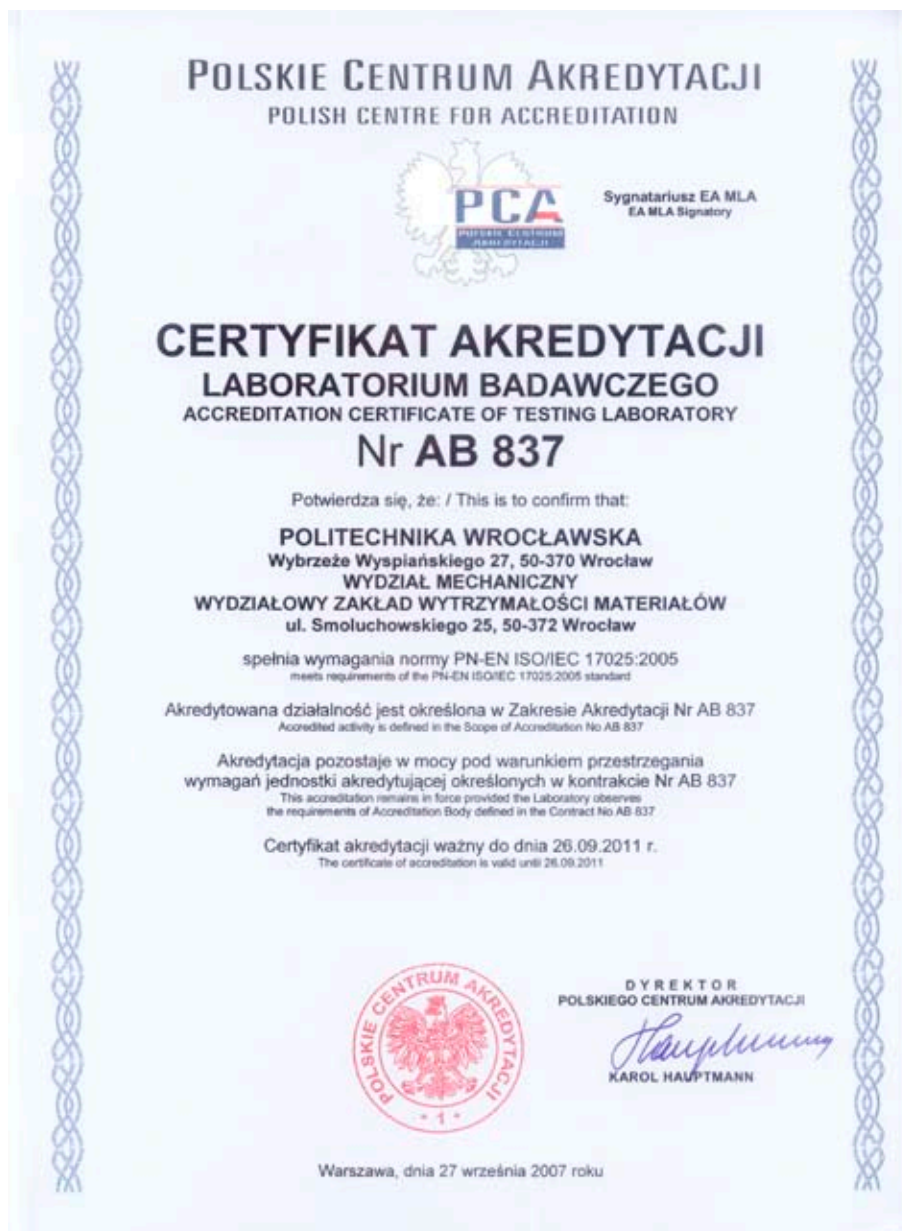 POLSKIE CENTRUM AKREDYTACJI
POLISH CENTRE FOR ACCREDITATION
PCA
POLSKIE CENTRUM
AKREDYTACJI
Sygnatariusz EA MLA
EA MLA Signatory
CERTYFIKAT AKREDYTACJI
LABORATORIUM BADAWCZEGO
ACCREDITATION CERTIFICATE OF TESTING LABORATORY
Nr AB 837
Potwierdza się, że: / This is to confirm that:
POLITECHNIKA WROCŁAWSKA
Wybrzeże Wyspiańskiego 27, 50-370 Wrocław
WYDZIAŁ MECHANICZNY
WYDZIAŁOWY ZAKŁAD WYTRZYMAŁOŚCI MATERIAŁÓW
ul. Smoluchowskiego 25, 50-372 Wrocław
spełnia wymagania normy PN-EN ISO/IEC 17025:2005
meets requirements of the PN-EN ISO/IEC 17025:2005 standard
Akredytowana działalność jest określona w Zakresie Akredytacji Nr AB 837
Accredited activity is defined in the Scope of Accreditation No AB 837
Akredytacja pozostaje w mocy pod warunkiem przestrzegania
wymagań jednostki akredytującej określonych w kontrakcie Nr AB 837
This accreditation remains in force provided the Laboratory observes
the requirements of Accreditation Body defined in the Contract No AB 837
Certyfikat akredytacji ważny do dnia 26.09.2011 r.
The certificate of accreditation is valid until 26.09.2011
POLSKIE CENTRUM AKREDYTACJI
* 1 *
DYREKTOR
POLSKIEGO CENTRUM AKREDYTACJI
Hauptmann
KAROL HAUPTMANN
Warszawa, dnia 27 września 2007 roku